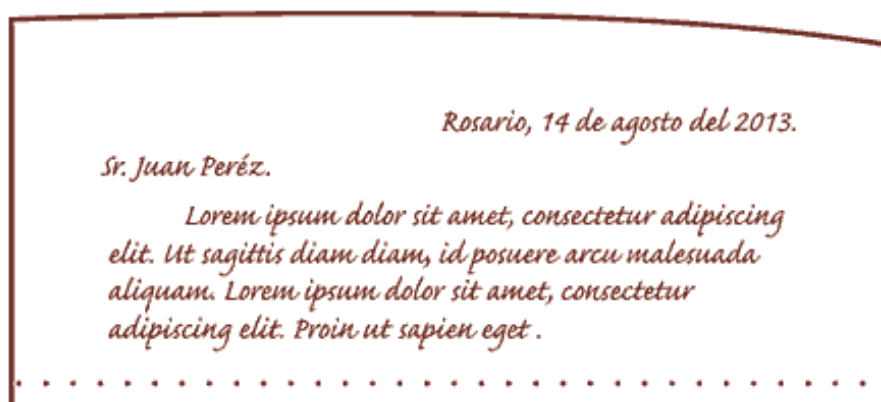 Rosario, 14 de agosto del 2013.
Sr. Juan Peréz.
Lorem ipsum dolor sit amet, consectetur adipiscing
elit. Ut sagittis diam diam, id posuere arcu malesuada
aliquam. Lorem ipsum dolor sit amet, consectetur
adipiscing elit. Proin ut sapien eget .